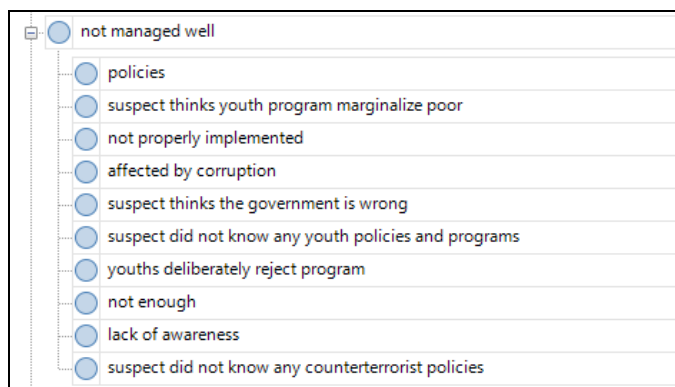 not managed well
policies
suspect thinks youth program marginalize poor
not properly implemented
affected by corruption
suspect thinks the government is wrong
suspect did not know any youth policies and programs
youths deliberately reject program
not enough
lack of awareness
suspect did not know any counterterrorist policies